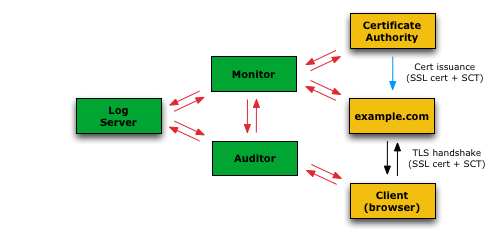 Certificate
Authority
Monitor
Cert issuance
(SSL cert + SCT)
Log
Server
example.com
Auditor
TLS handshake
(SSL cert + SCT)
Client
(browser)